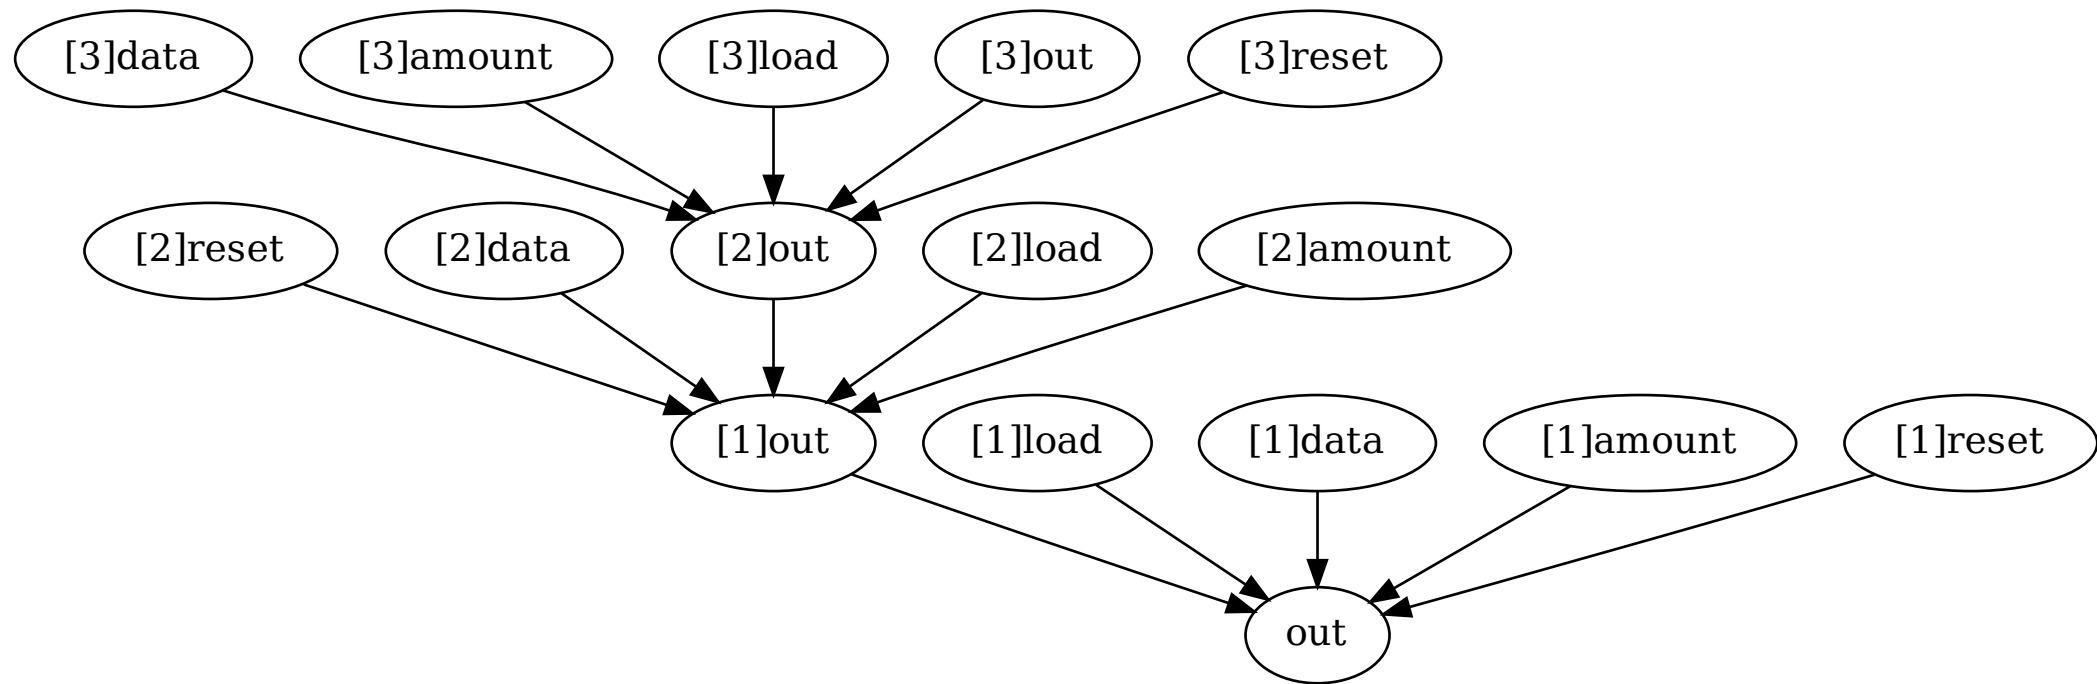 [3]data
[3]amount
[3]load
[3]out
[3]reset
[2]reset
[2]data
[2]out
[2]load
[2]amount
[1]out
[1]load
[1]data
[1]amount
[1]reset
out